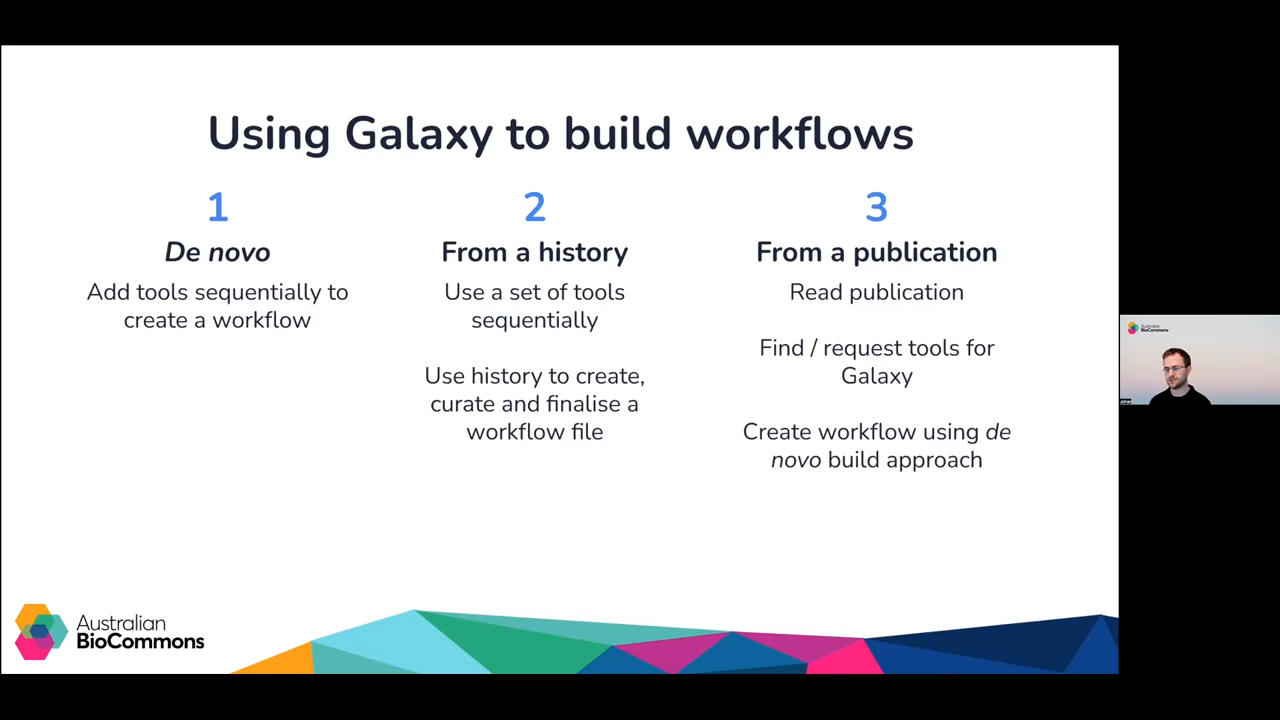 Using Galaxy to build workflows
1
De novo
Add tools sequentially to
create a workflow
2
From a history
Use a set of tools
sequentially
Use history to create,
curate and finalise a
workflow file
3
From a publication
Read publication
Find / request tools for
Galaxy
Create workflow using de
novo build approach
Australian
BioCommons
Australian
BioCommons